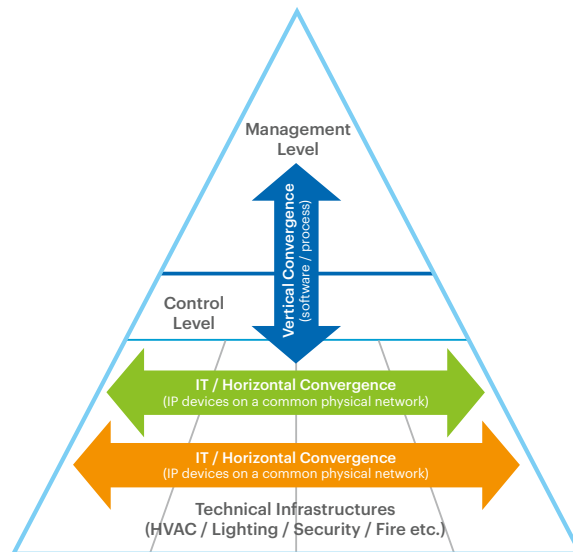 Management
Level
Vertical Convergence
(software / process)
Control
Level
IT / Horizontal Convergence
(IP devices on a common physical network)
IT / Horizontal Convergence
(IP devices on a common physical network)
Technical Infrastructures
(HVAC / Lighting / Security / Fire etc.)